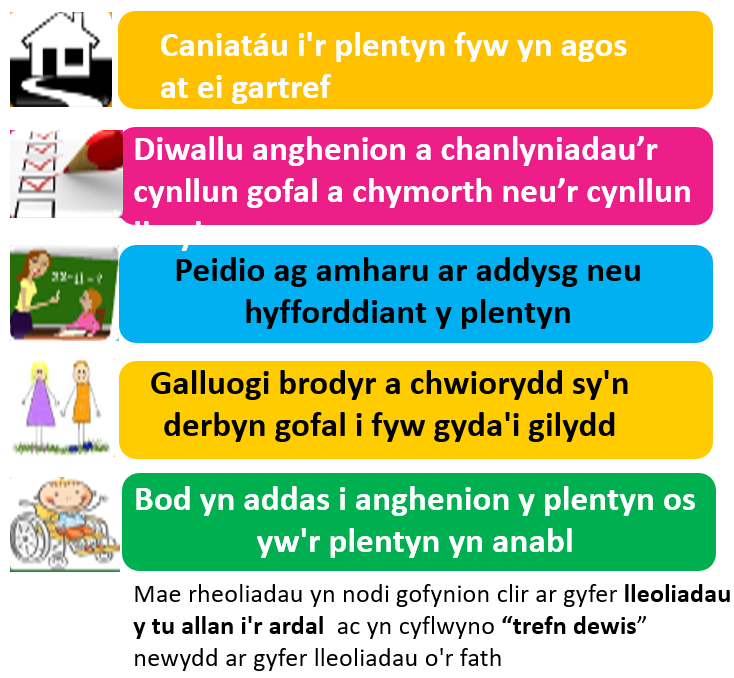 Caniatáu i'r plentyn fyw yn agos
at ei gartref
Diwallu anghenion a chanlyniadau’r
cynllun gofal a chymorth neu’r cynllun
Peidio ag amharu ar addysg neu
hyfforddiant y plentyn
Galluogi brodyr a chwiorydd sy'n
derbyn gofal i fyw gyda'i gilydd
Bod yn addas i anghenion y plentyn os
yw'r plentyn yn anabl
Mae rheoliadau yn nodi gofynion clir ar gyfer lleoliadau
y tu allan i'r ardal ac yn cyflwyno “trefn dewis”
newydd ar gyfer lleoliadau o'r fath